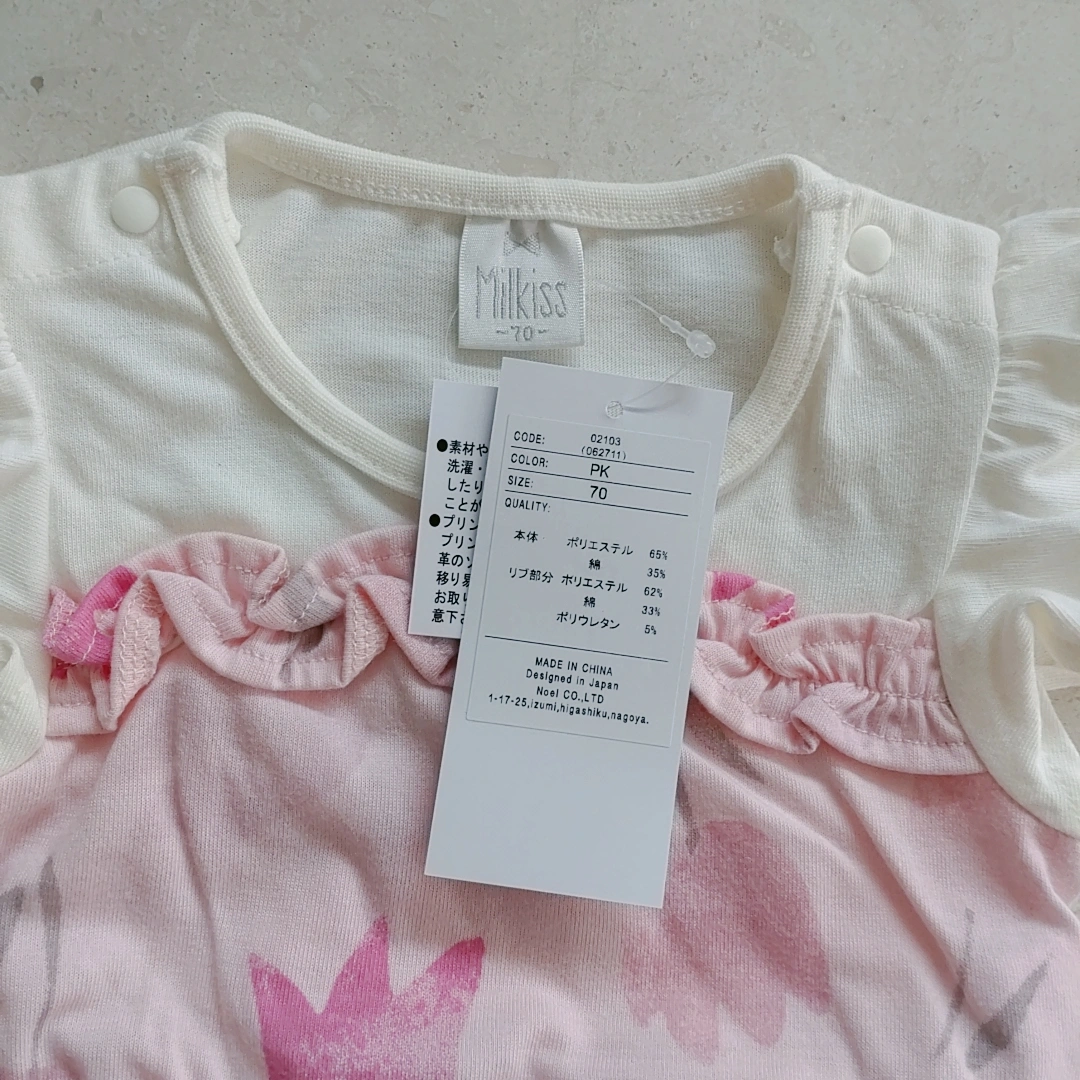 Milkiss
-70-
●素材や
洗濯・
したり
ことが
●プリン
プリン
革のソ
移り易
お取り
意下さ
CODE: 02103
(062711)
COLOR: PK
SIZE: 70
QUALITY:
本体 ポリエステル 65%
綿 35%
リブ部分 ポリエステル 62%
綿 33%
ポリウレタン 5%
MADE IN CHINA
Designed in Japan
Noel CO.,LTD
1-17-25,izumi,higashiku,nagoya.